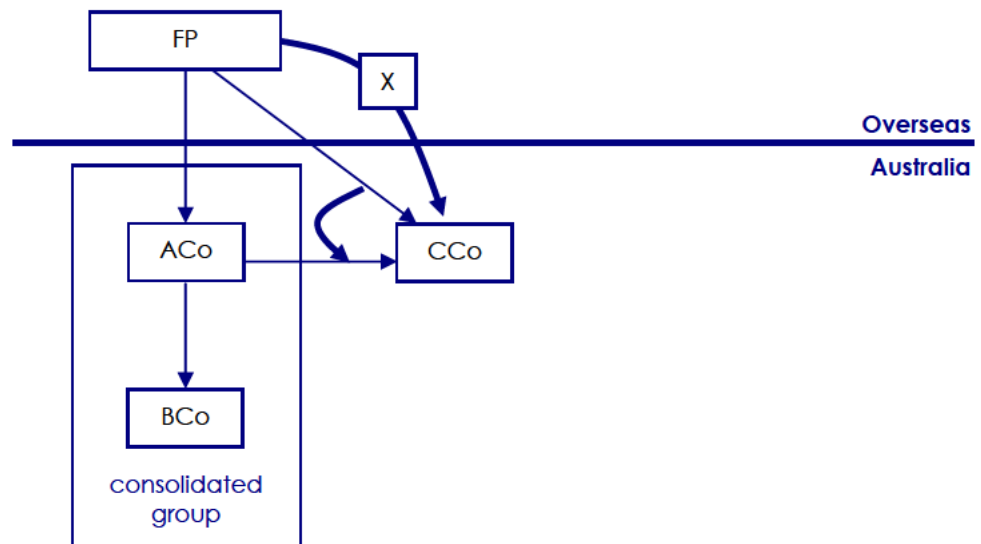 FP
X
Overseas
Australia
ACo
CCo
BCo
consolidated
group